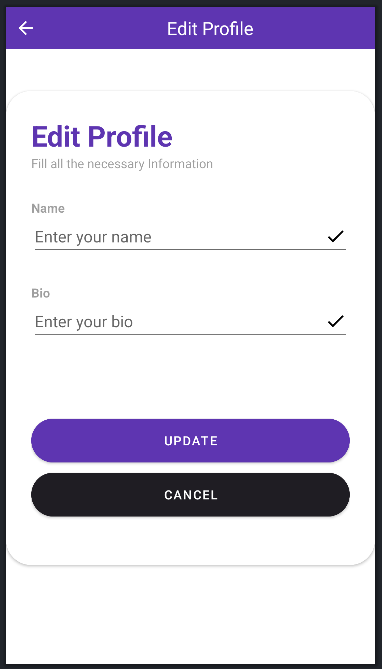 Edit Profile
Edit Profile
Fill all the necessary Information
Name
Enter your name
Bio
Enter your bio
UPDATE
CANCEL